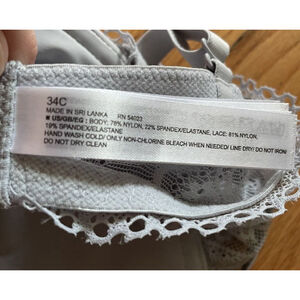 34C
MADE IN SRI LANKA RN 54023
■ US/GB/EG : BODY; 78% NYLON, 22% SPANDEX/ELASTANE, LACE: 81% NYLON,
19% SPANDEX/ELASTANE
HAND WASH COLD/ ONLY NON-CHLORINE BLEACH WHEN NEEDED/ LINE DRY/ DO NOT IRON/
DO NOT DRY CLEAN